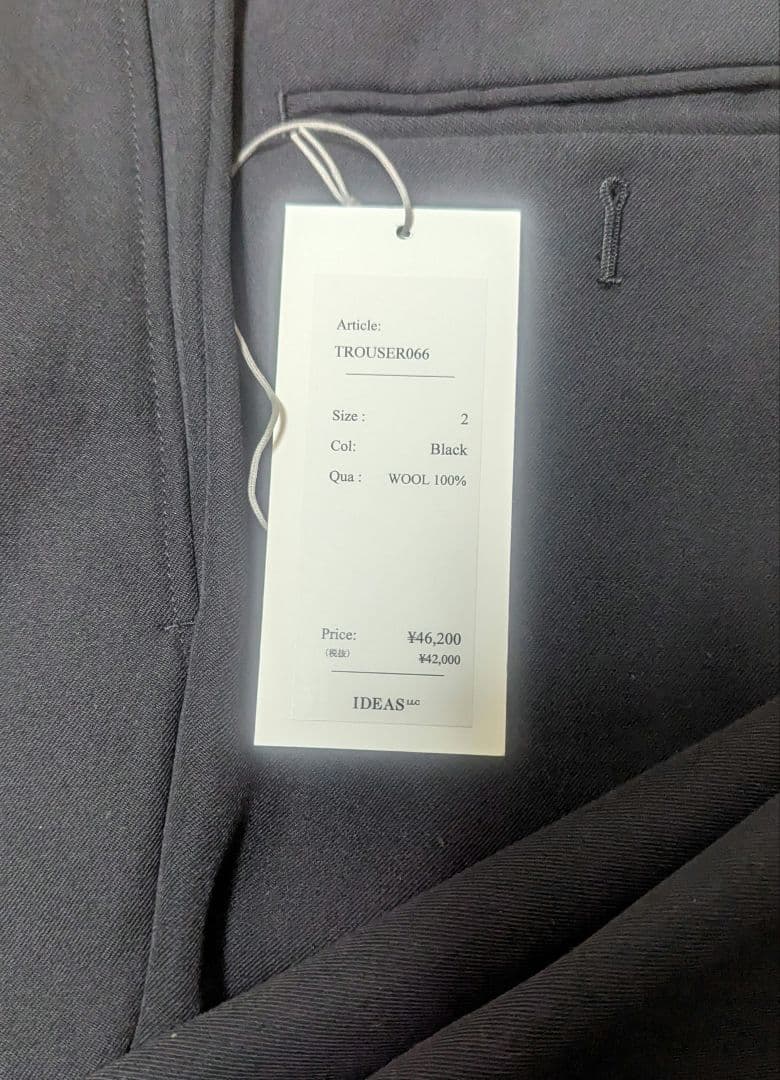 Article:
TROUSER066
Size : 2
Col: Black
Qua : WOOL 100%
Price: ¥46,200
(税抜) ¥42,000
IDEAS LLC